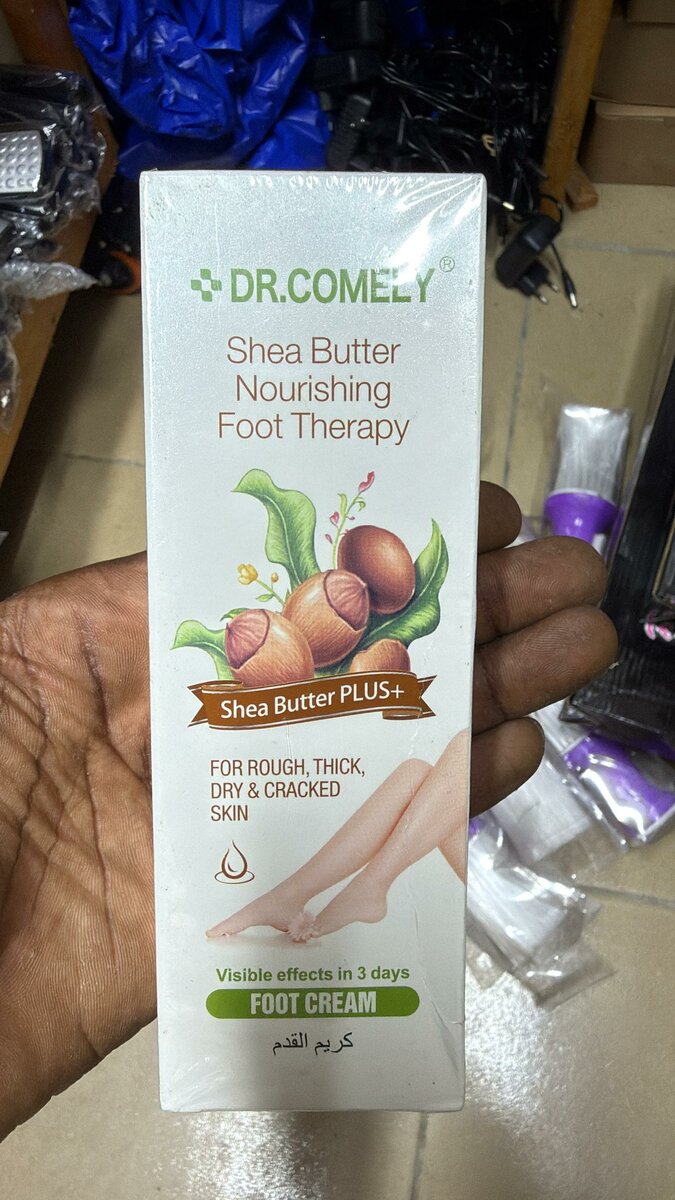 DR.COMELY®
Shea Butter
Nourishing
Foot Therapy
Shea Butter PLUS+
FOR ROUGH, THICK,
DRY & CRACKED
SKIN
Visible effects in 3 days
FOOT CREAM
كريم القدم